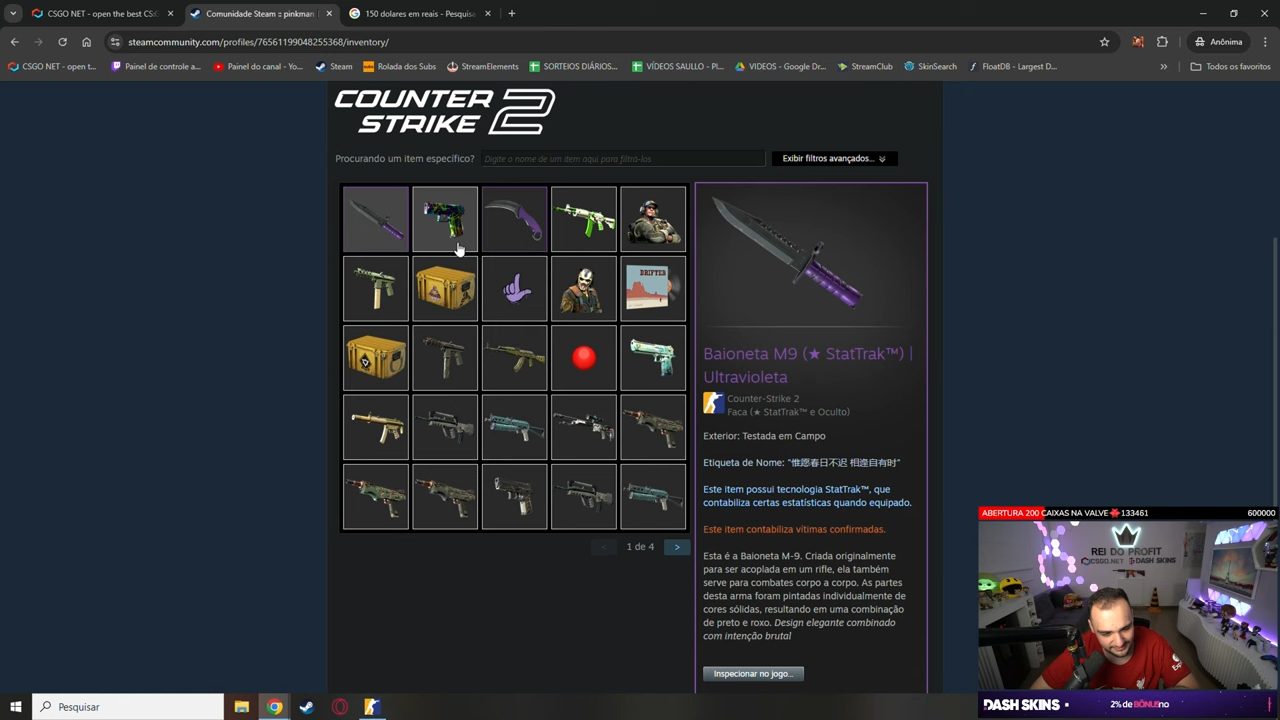 CSGO NET - open the best CS:
Comunidade Steam :: pinkman
150 dolares em reais - Pesquisa
steamcommunity.com/profiles/76561199048255368/inventory/
Anônima
CSGO NET - open t...
Painel de controle a...
Painel do canal - Yo...
Steam
Rolada dos Subs
StreamElements
SORTEIOS DIÁRIOS...
VÍDEOS SAULLO - PL...
VIDEOS - Google Dr...
StreamClub
SkinSearch
FloatDB - Largest D...
Todos os favoritos
COUNTER
STRIKE 2
Procurando um item específico?
Digite o nome de um item aqui para filtrá-los
Exibir filtros avançados...
DRIFTER
Baioneta M9 (★ StatTrak™) |
Ultravioleta
Counter-Strike 2
Faca (★ StatTrak™ e Oculto)
Exterior: Testada em Campo
Etiqueta de Nome: "惟愿春日不迟 相逢自有时"
Este item possui tecnologia StatTrak™, que
contabiliza certas estatísticas quando equipado.
Este item contabiliza vítimas confirmadas.
Esta é a Baioneta M-9. Criada originalmente
para ser acoplada em um rifle, ela também
serve para combates corpo a corpo. As partes
desta arma foram pintadas individualmente de
cores sólidas, resultando em uma combinação
de preto e roxo. Design elegante combinado
com intenção brutal
Inspecionar no jogo...
1 de 4
ABERTURA 200 CAIXAS NA VALVE 133461
600000
REI DO PROFIT
CSGO.NET DASH SKINS
DASH SKINS
2% de BÔNUS no
Pesquisar